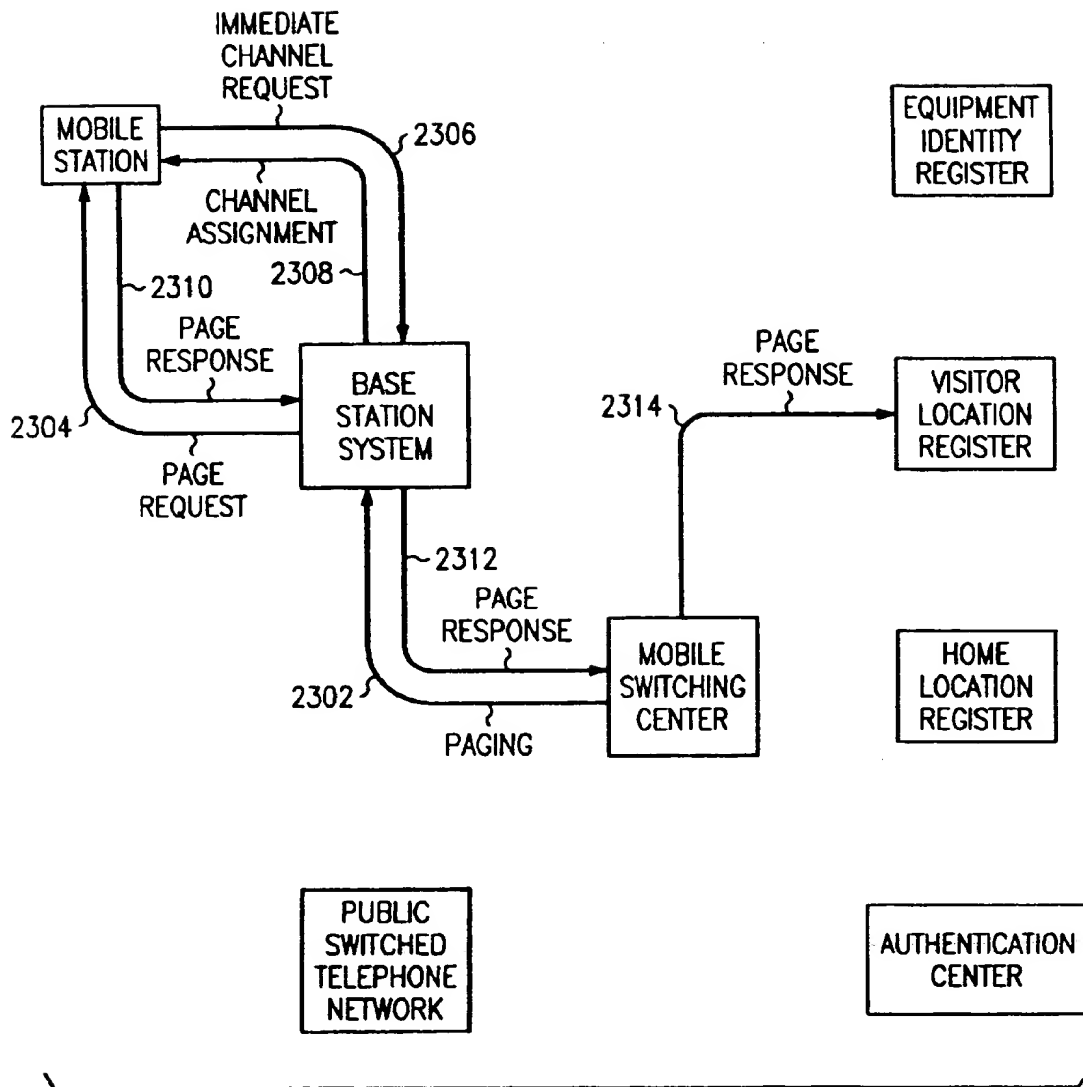 IMMEDIATE
CHANNEL
REQUEST
MOBILE
STATION
2306
EQUIPMENT
IDENTITY
REGISTER
CHANNEL
ASSIGNMENT
2308
2310
PAGE
RESPONSE
2304
PAGE
REQUEST
BASE
STATION
SYSTEM
PAGE
RESPONSE
2314
VISITOR
LOCATION
REGISTER
2312
PAGE
RESPONSE
2302
PAGING
MOBILE
SWITCHING
CENTER
HOME
LOCATION
REGISTER
PUBLIC
SWITCHED
TELEPHONE
NETWORK
AUTHENTICATION
CENTER